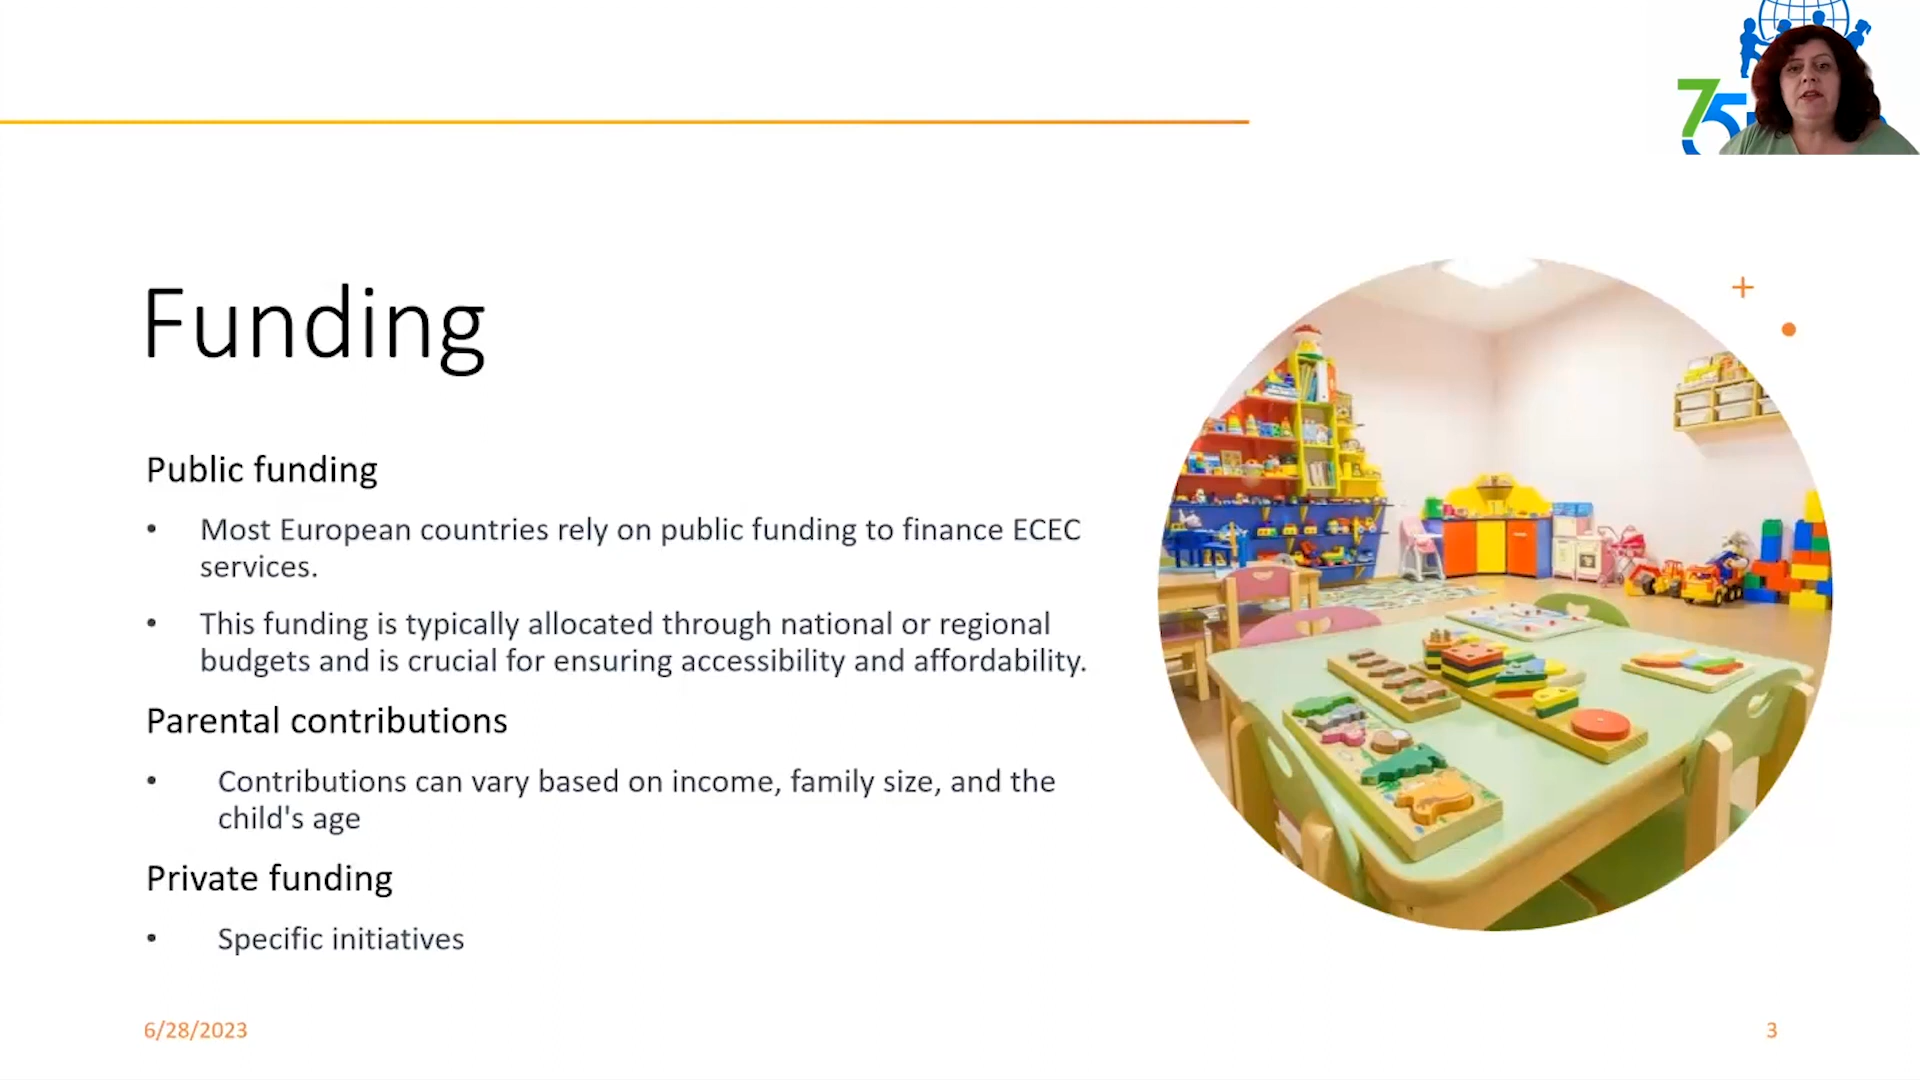 75
Funding
Public funding
• Most European countries rely on public funding to finance ECEC
services.
• This funding is typically allocated through national or regional
budgets and is crucial for ensuring accessibility and affordability.
Parental contributions
• Contributions can vary based on income, family size, and the
child's age
Private funding
• Specific initiatives
6/28/2023
3